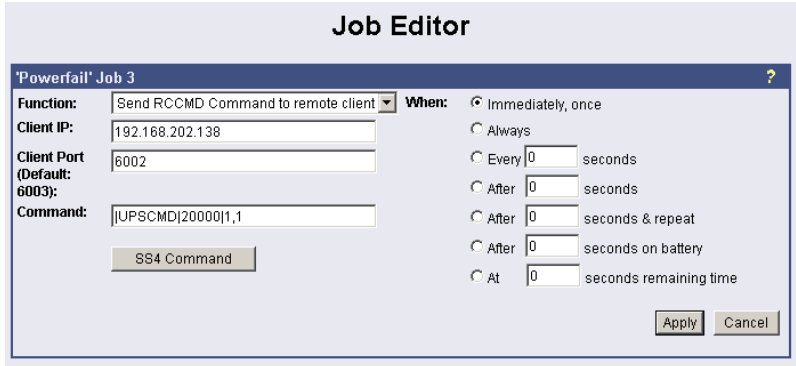 Job Editor
'Powerfail' Job 3 ?
Function: Send RCCMD Command to remote client When: Immediately, once
Client IP: 192.168.202.138 Always
Client Port (Default: 6003): 6002 Every 0 seconds
After 0 seconds
Command: |UPSCMD|20000|1,1 After 0 seconds & repeat
SS4 Command After 0 seconds on battery
At 0 seconds remaining time
Apply Cancel